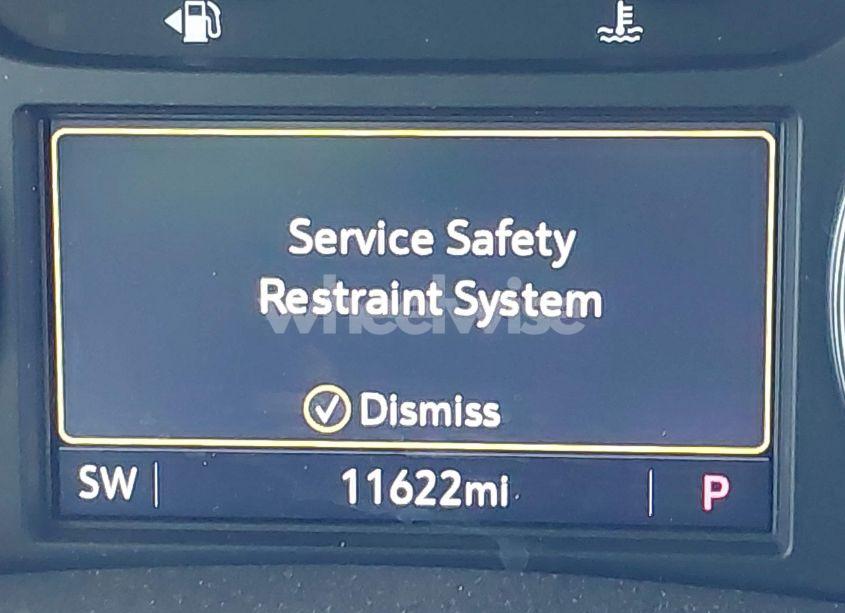 Service Safety
Restraint System
wheelwise
Dismiss
SW
11622mi
P